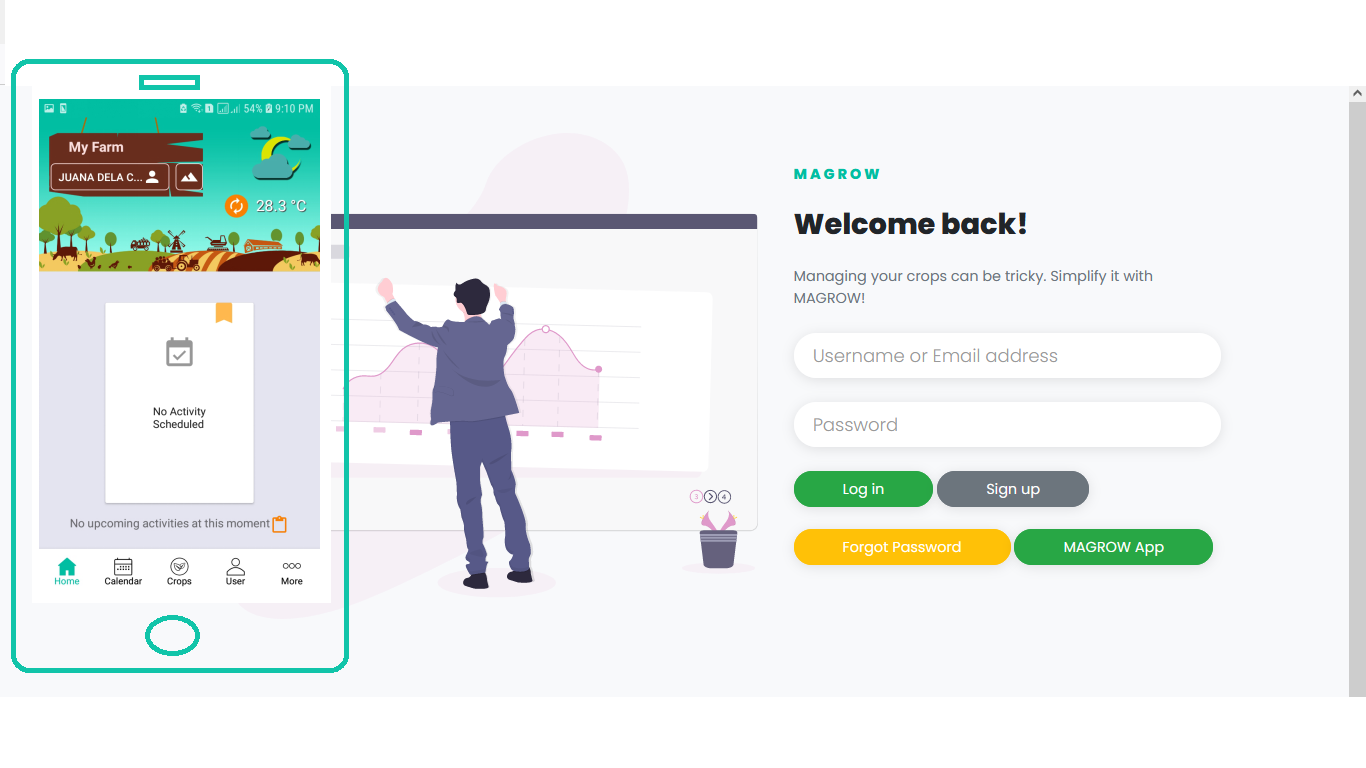 54% 9:10 PM
My Farm
JUANA DELA C...
28.3 °C
No Activity
Scheduled
No upcoming activities at this moment
Home Calendar Crops User More
3 4
MAGROW
Welcome back!
Managing your crops can be tricky. Simplify it with
MAGROW!
Username or Email address
Password
Log in Sign up
Forgot Password MAGROW App